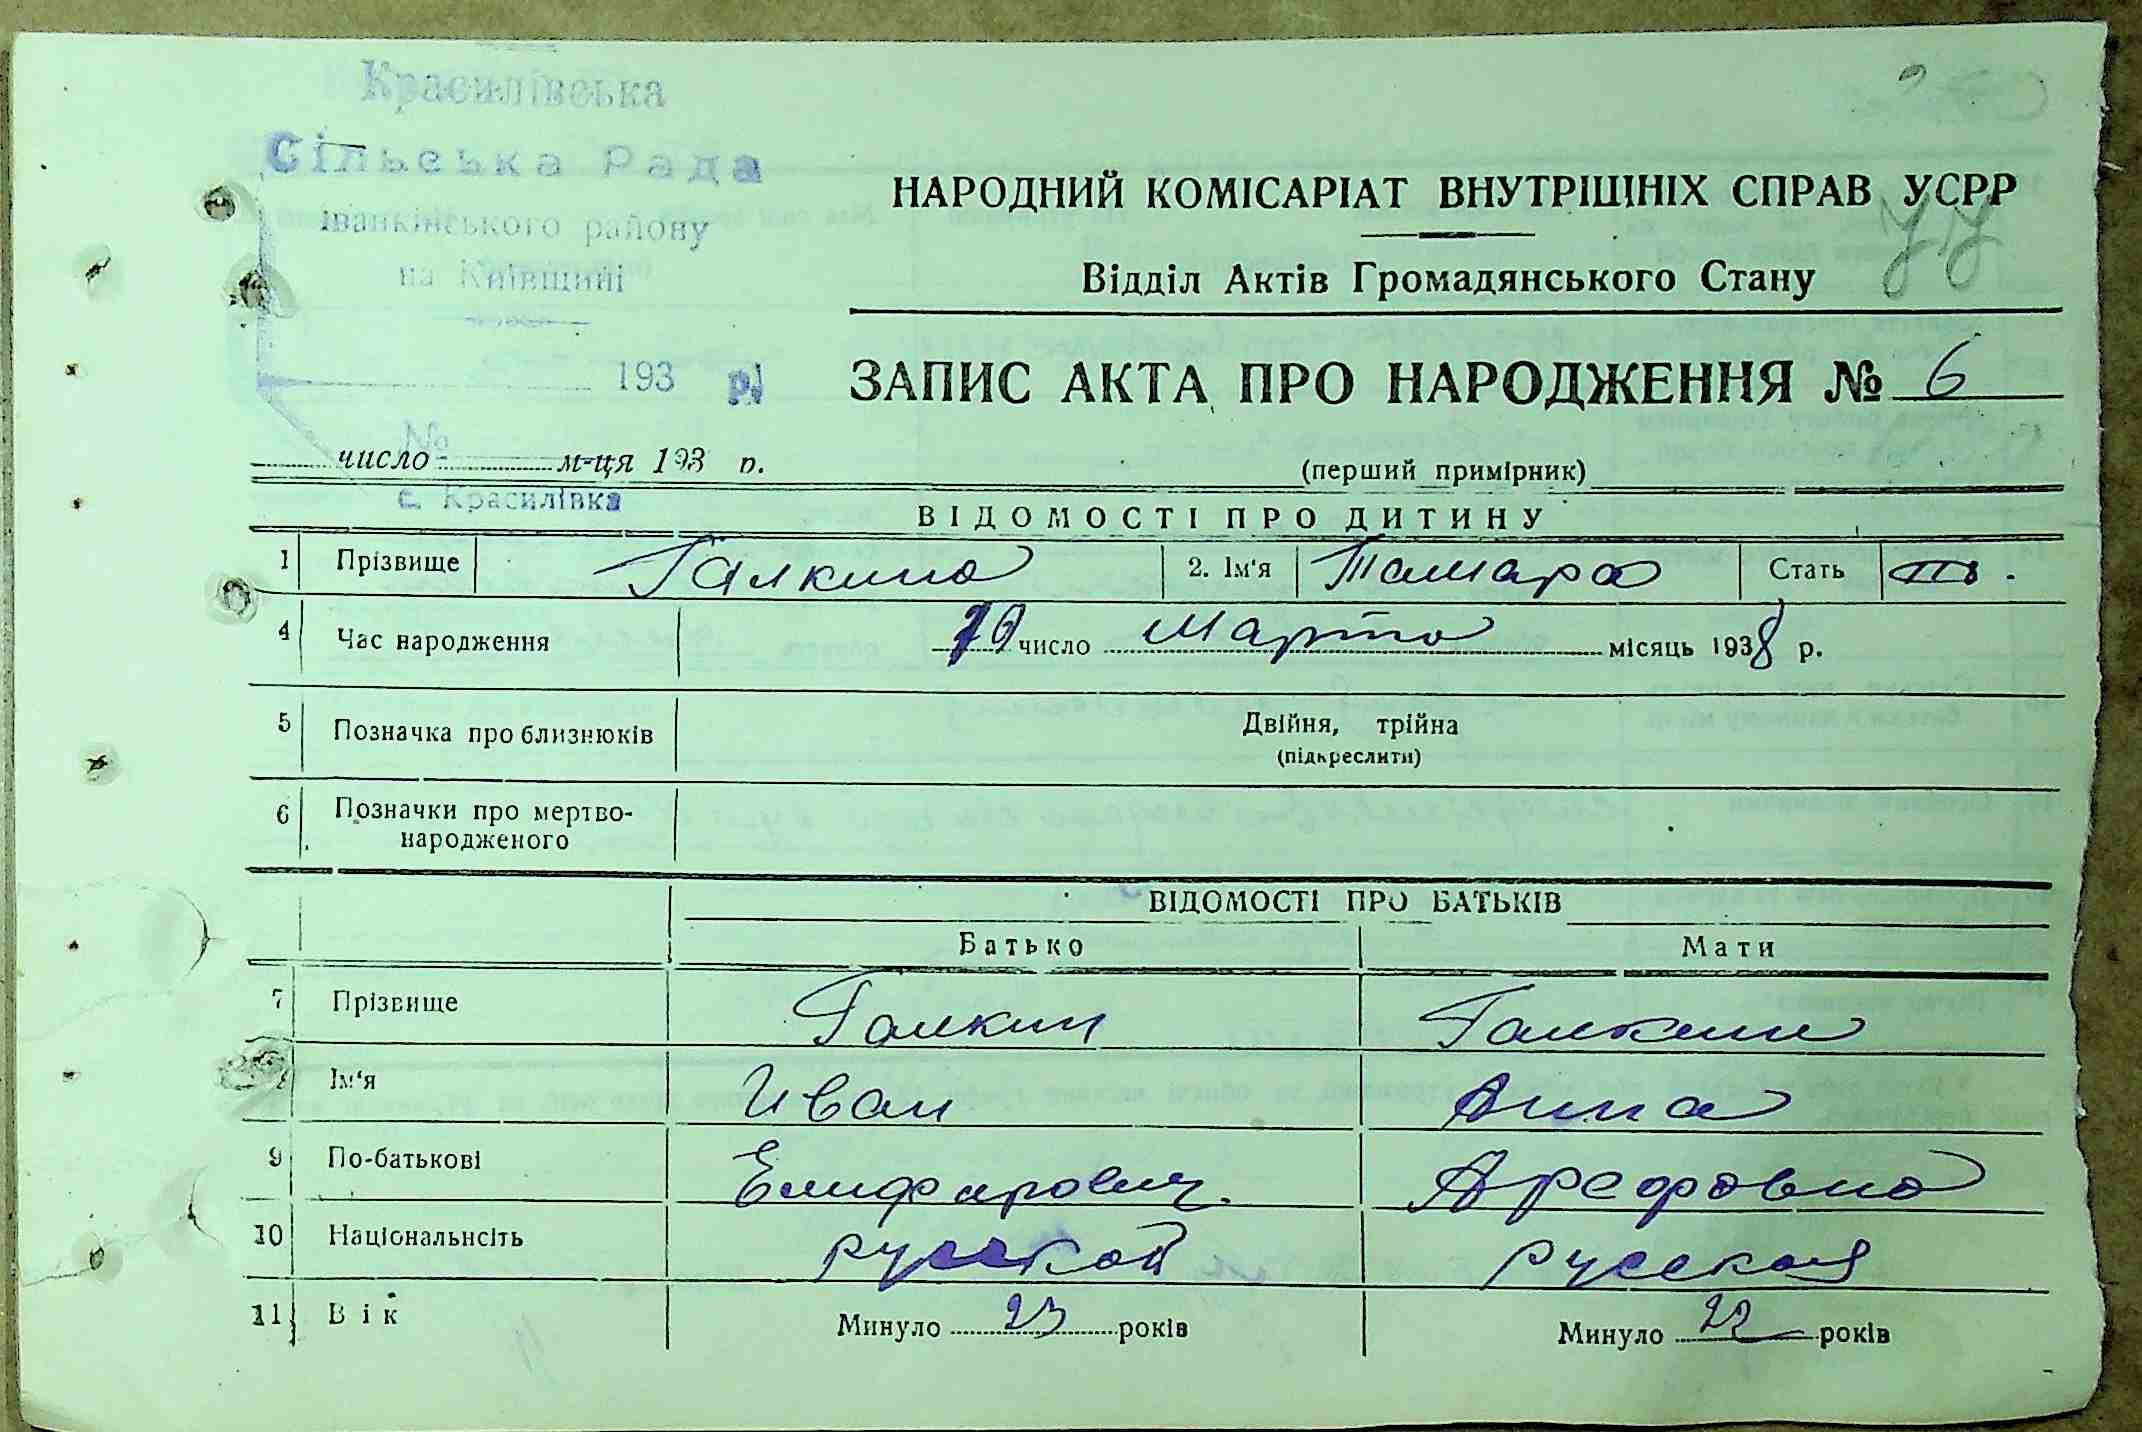 Красилівська
Сільська Рада
Іванківського району
на Київщині
193 р.
№
с. Красилівка
НАРОДНИЙ КОМІСАРІАТ ВНУТРІШНІХ СПРАВ УСРР
Відділ Актів Громадянського Стану
ЗАПИС АКТА ПРО НАРОДЖЕННЯ № 6
число м-ця 193 р.
(перший примірник)
ВІДОМОСТІ ПРО ДИТИНУ
1 Прізвище Галкина 2. Ім'я Тамара Стать
4 Час народження число Марта місяць 1938 р.
5 Позначка про близнюків Двійня, трійна
(підкреслити)
6 Позначки про мертво-
народженого
ВІДОМОСТІ ПРО БАТЬКІВ
Батько Мати
7 Прізвище Галкин
8 Ім'я Иван Анна
9 По-батькові Арефовна
10 Національнсіть русской русская
11 Вік Минуло 23 років Минуло 22 років